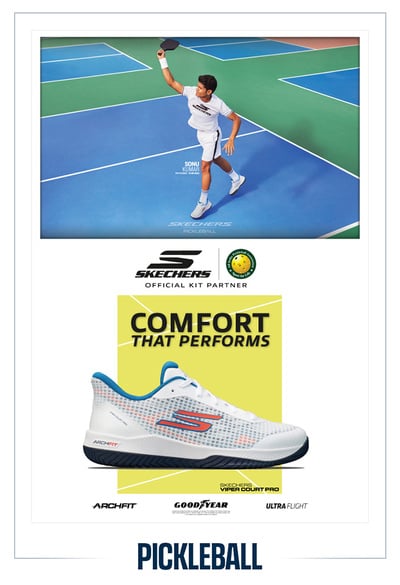 SKECHERS
SONU
KUMAR
SKECHERS
PICKLEBALL
SKECHERS
OFFICIAL KIT PARTNER
COMFORT
THAT PERFORMS
ARCHFIT
SKECHERS
VIPER COURT PRO
ARCHFIT
GOODYEAR
ULTRA FLIGHT
PICKLEBALL